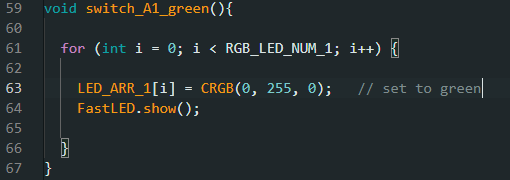 59 void switch_A1_green(){
60
61 for (int i = 0; i < RGB_LED_NUM_1; i++) {
62
63 LED_ARR_1[i] = CRGB(0, 255, 0); // set to green
64 FastLED.show();
65
66 }
67 }